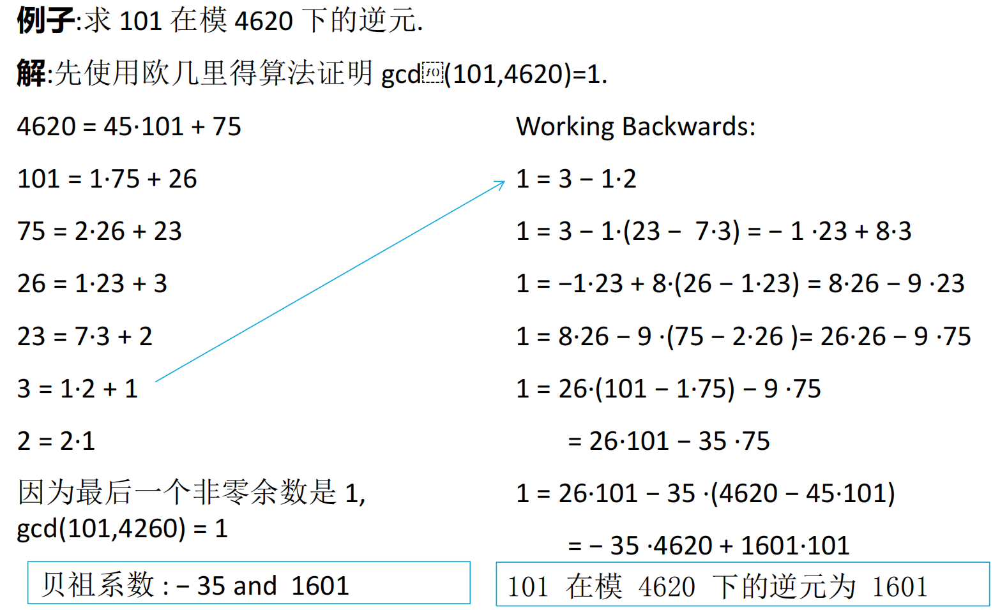 例子:求 101 在模 4620 下的逆元.
解:先使用欧几里得算法证明 gcd(101,4620)=1.
4620 = 45·101 + 75
101 = 1·75 + 26
75 = 2·26 + 23
26 = 1·23 + 3
23 = 7·3 + 2
3 = 1·2 + 1
2 = 2·1
因为最后一个非零余数是 1,
gcd(101,4260) = 1
贝祖系数 : − 35 and 1601
Working Backwards:
1 = 3 − 1·2
1 = 3 − 1·(23 − 7·3) = − 1 ·23 + 8·3
1 = −1·23 + 8·(26 − 1·23) = 8·26 − 9 ·23
1 = 8·26 − 9 ·(75 − 2·26 )= 26·26 − 9 ·75
1 = 26·(101 − 1·75) − 9 ·75
= 26·101 − 35 ·75
1 = 26·101 − 35 ·(4620 − 45·101)
= − 35 ·4620 + 1601·101
101 在模 4620 下的逆元为 1601